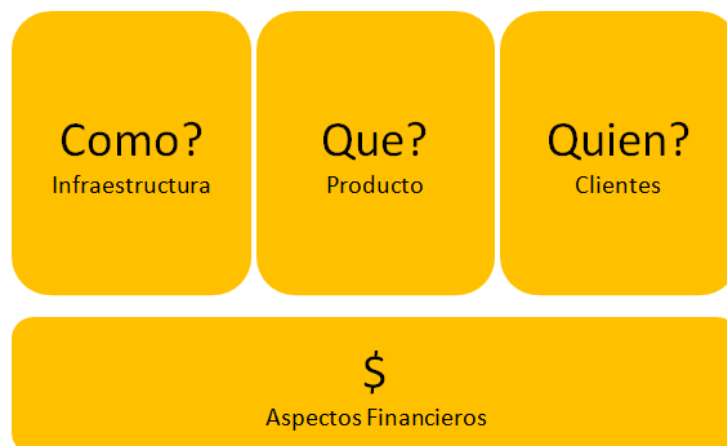 Como?
Infraestructura
Que?
Producto
Quien?
Clientes
$
Aspectos Financieros